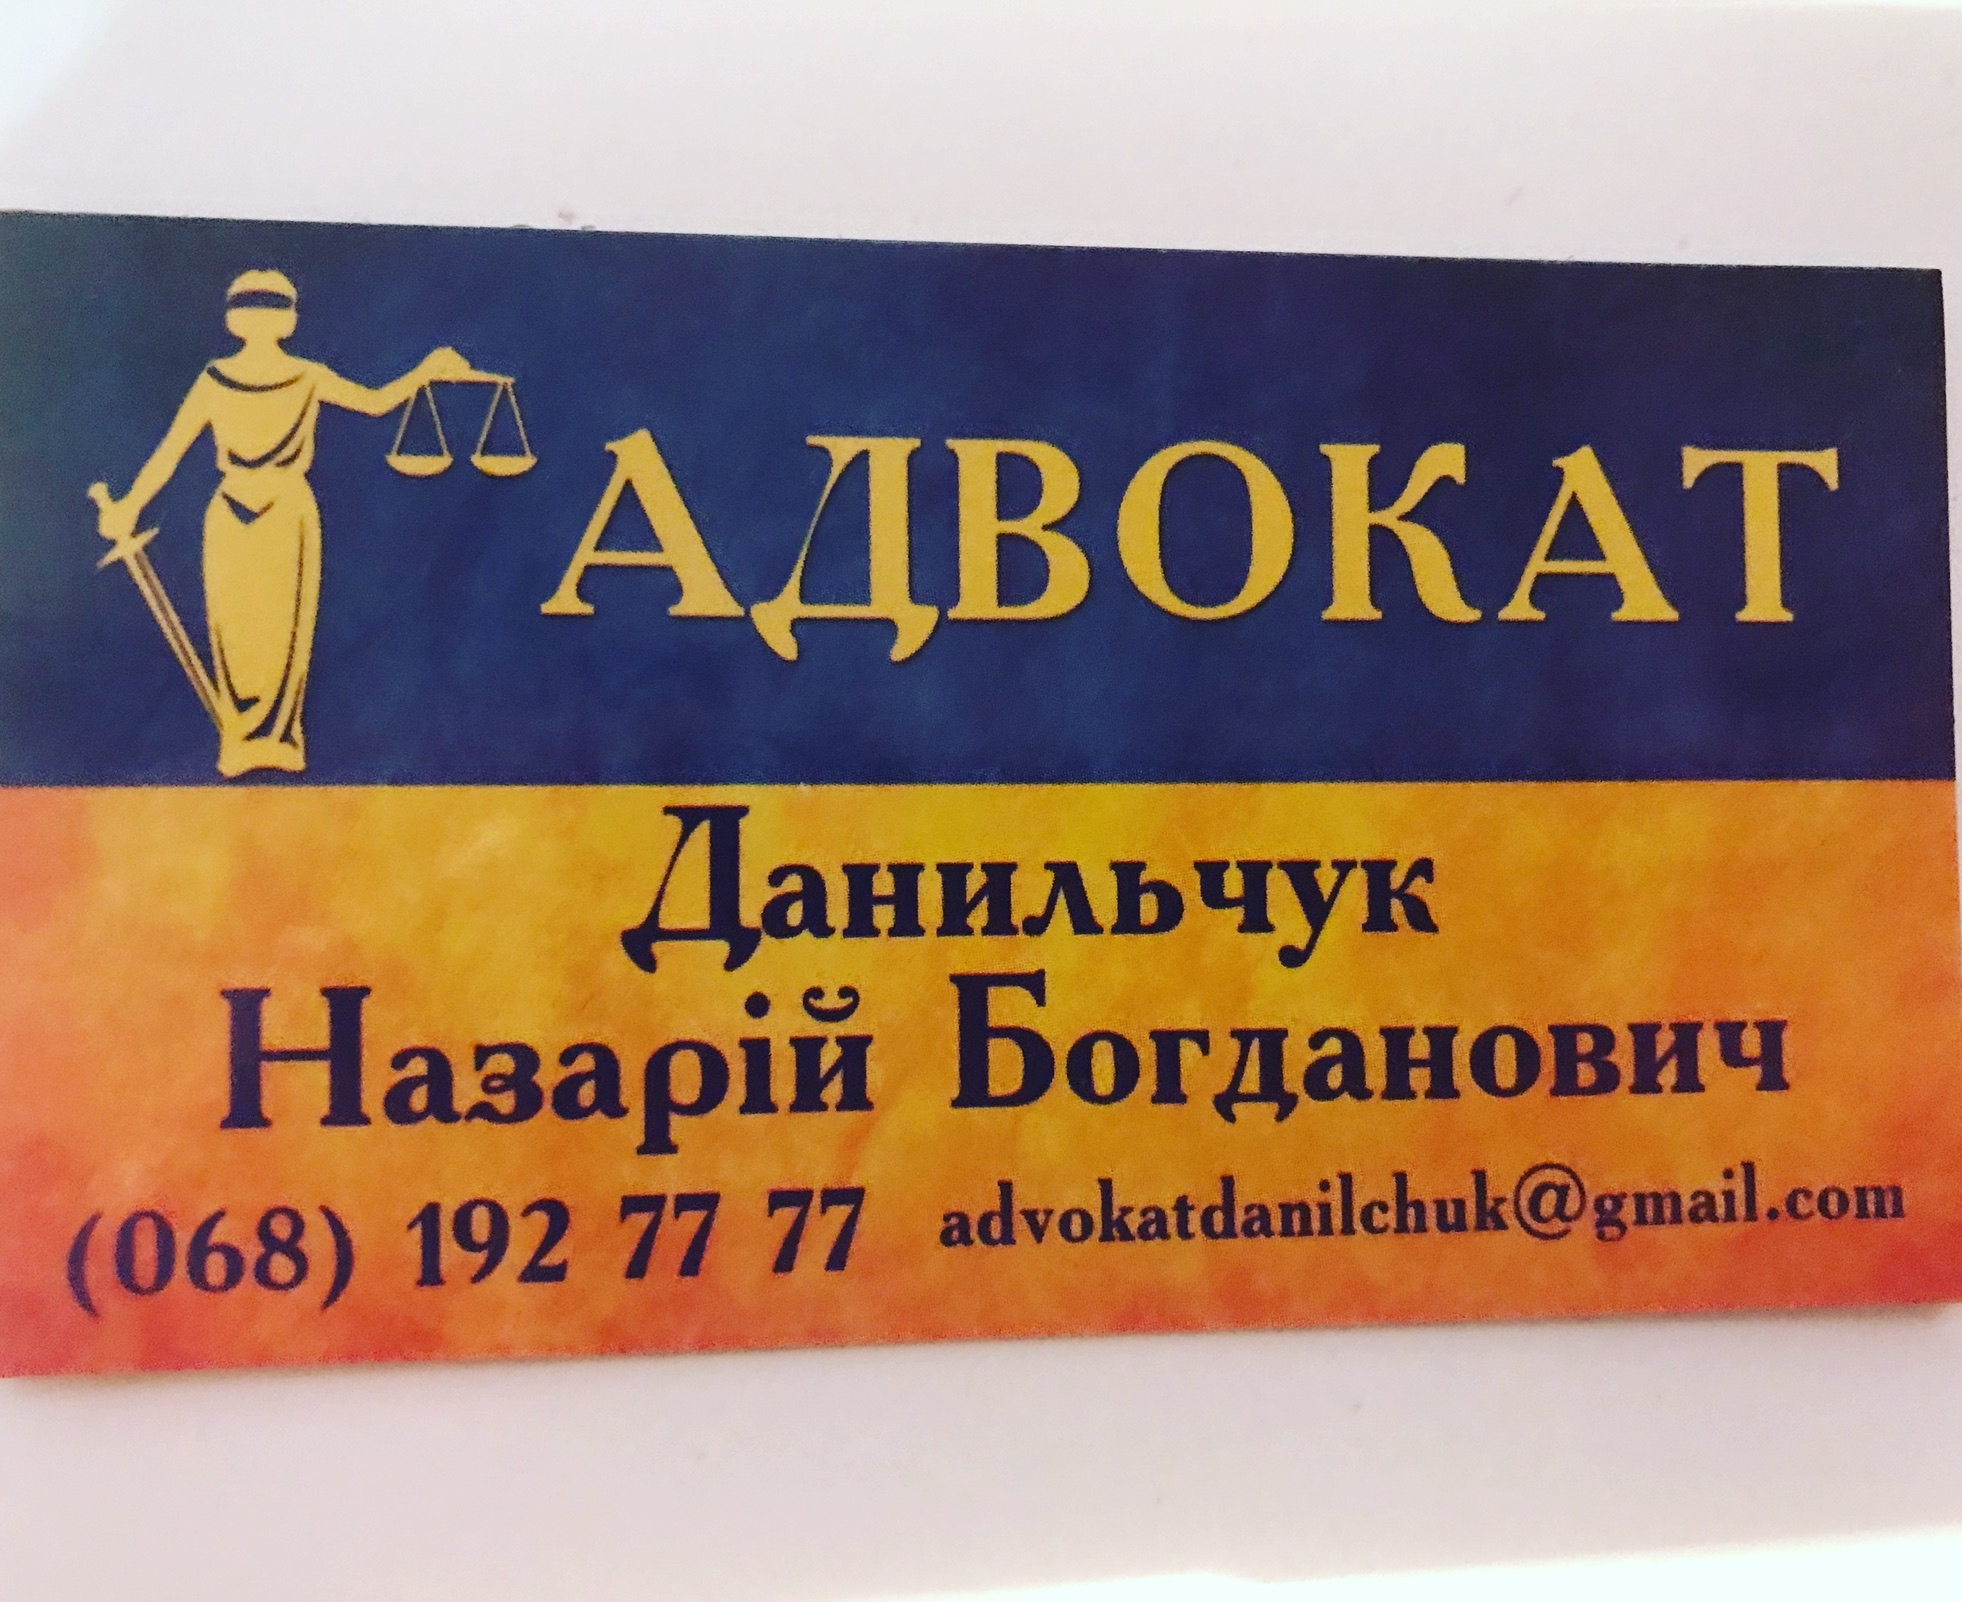 АДВОКАТ
Данильчук
Назарій Богданович
(068) 192 77 77 advokatdanilchuk@gmail.com